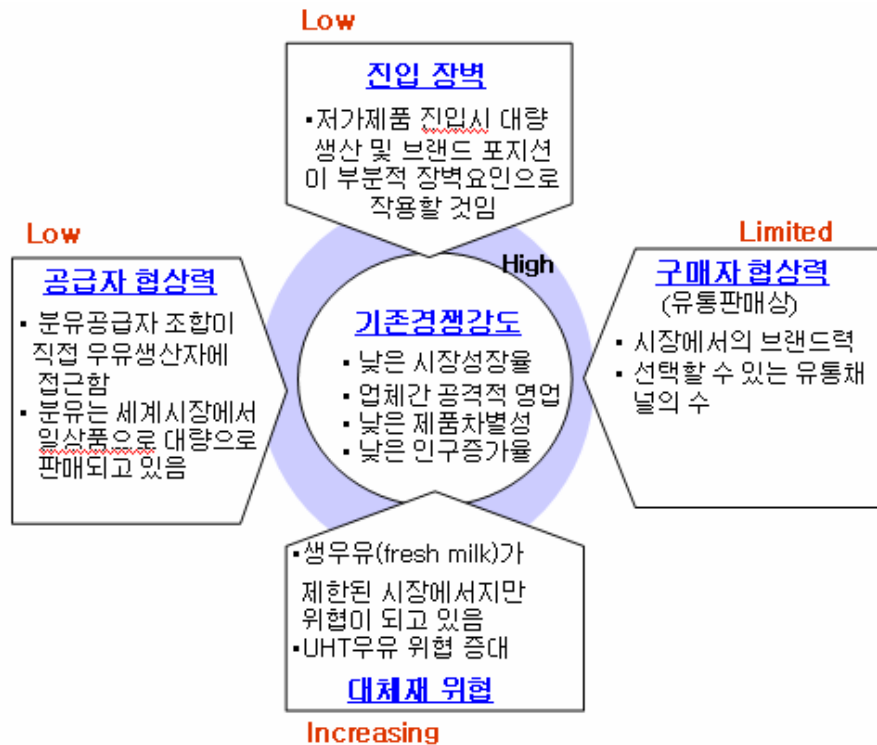 Low
진입 장벽
▪저가제품 진입시 대량
생산 및 브랜드 포지션
이 부분적 장벽요인으로
작용할 것임
Low
공급자 협상력
▪ 분유공급자 조합이
직접 우유생산자에
접근함
▪ 분유는 세계시장에서
일상품으로 대량으로
판매되고 있음
High
기존경쟁강도
▪ 낮은 시장성장율
▪ 업체간 공격적 영업
▪ 낮은 제품차별성
▪ 낮은 인구증가율
Limited
구매자 협상력
(유통판매상)
▪ 시장에서의 브랜드력
▪ 선택할 수 있는 유통채
널의 수
▪생우유(fresh milk)가
제한된 시장에서지만
위협이 되고 있음
▪UHT우유 위협 증대
대체재 위협
Increasing